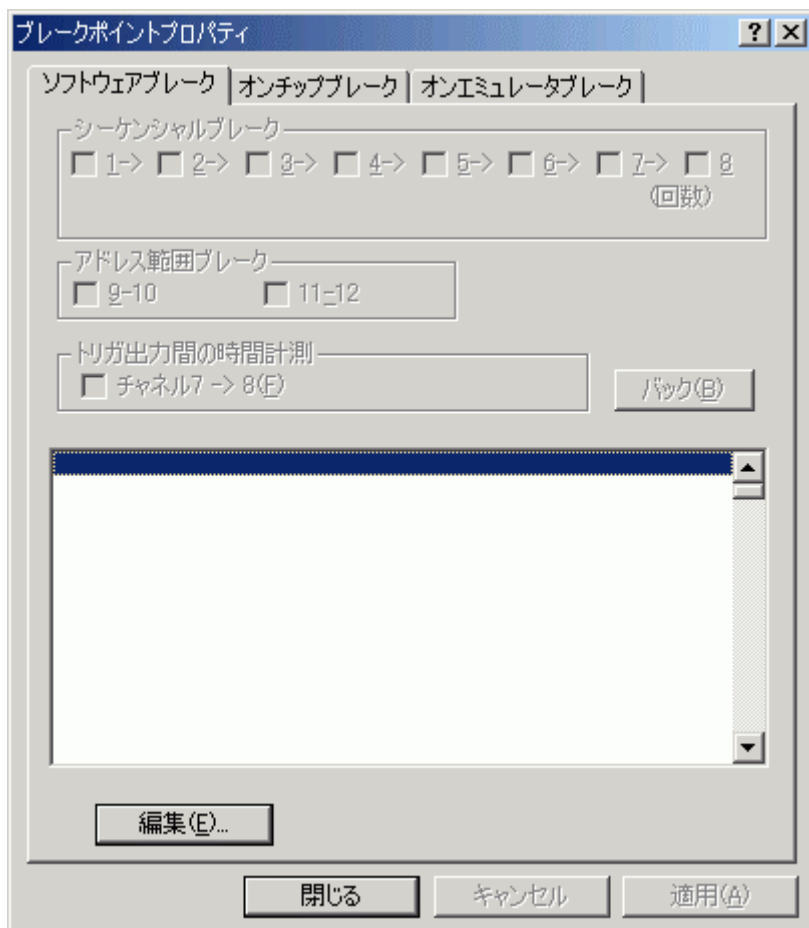 ブレークポイントプロパティ
ソフトウェアブレーク オンチップブレーク オンエミュレータブレーク
シーケンシャルブレーク
1-> 2-> 3-> 4-> 5-> 6-> 7-> 8
(回数)
アドレス範囲ブレーク
9-10 11-12
トリガ出力間の時間計測
チャネル7 -> 8(F)
バック(B)
編集(E)...
閉じる キャンセル 適用(A)